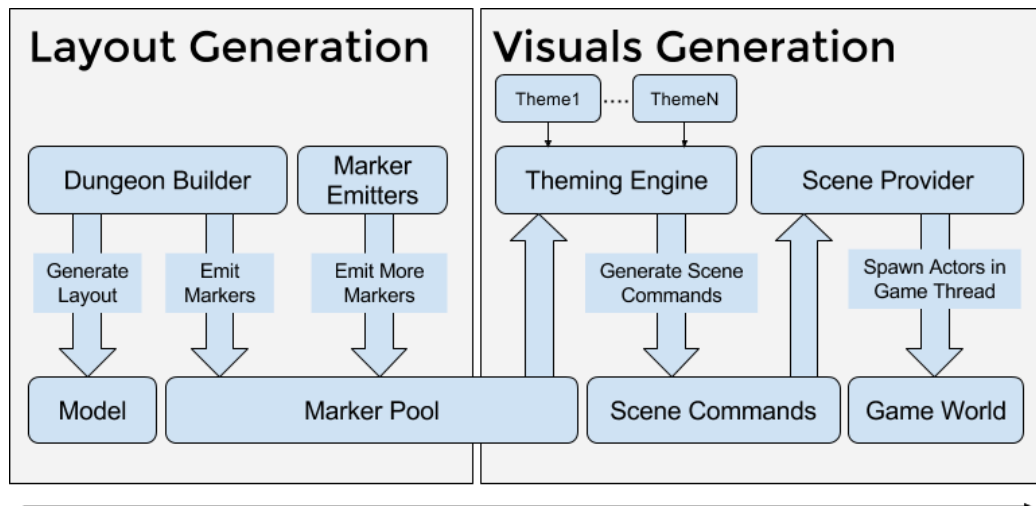 Layout Generation
Visuals Generation
Theme1
....
ThemeN
Dungeon Builder
Marker
Emitters
Theming Engine
Scene Provider
Generate
Layout
Emit
Markers
Emit More
Markers
Generate Scene
Commands
Spawn Actors in
Game Thread
Model
Marker Pool
Scene Commands
Game World